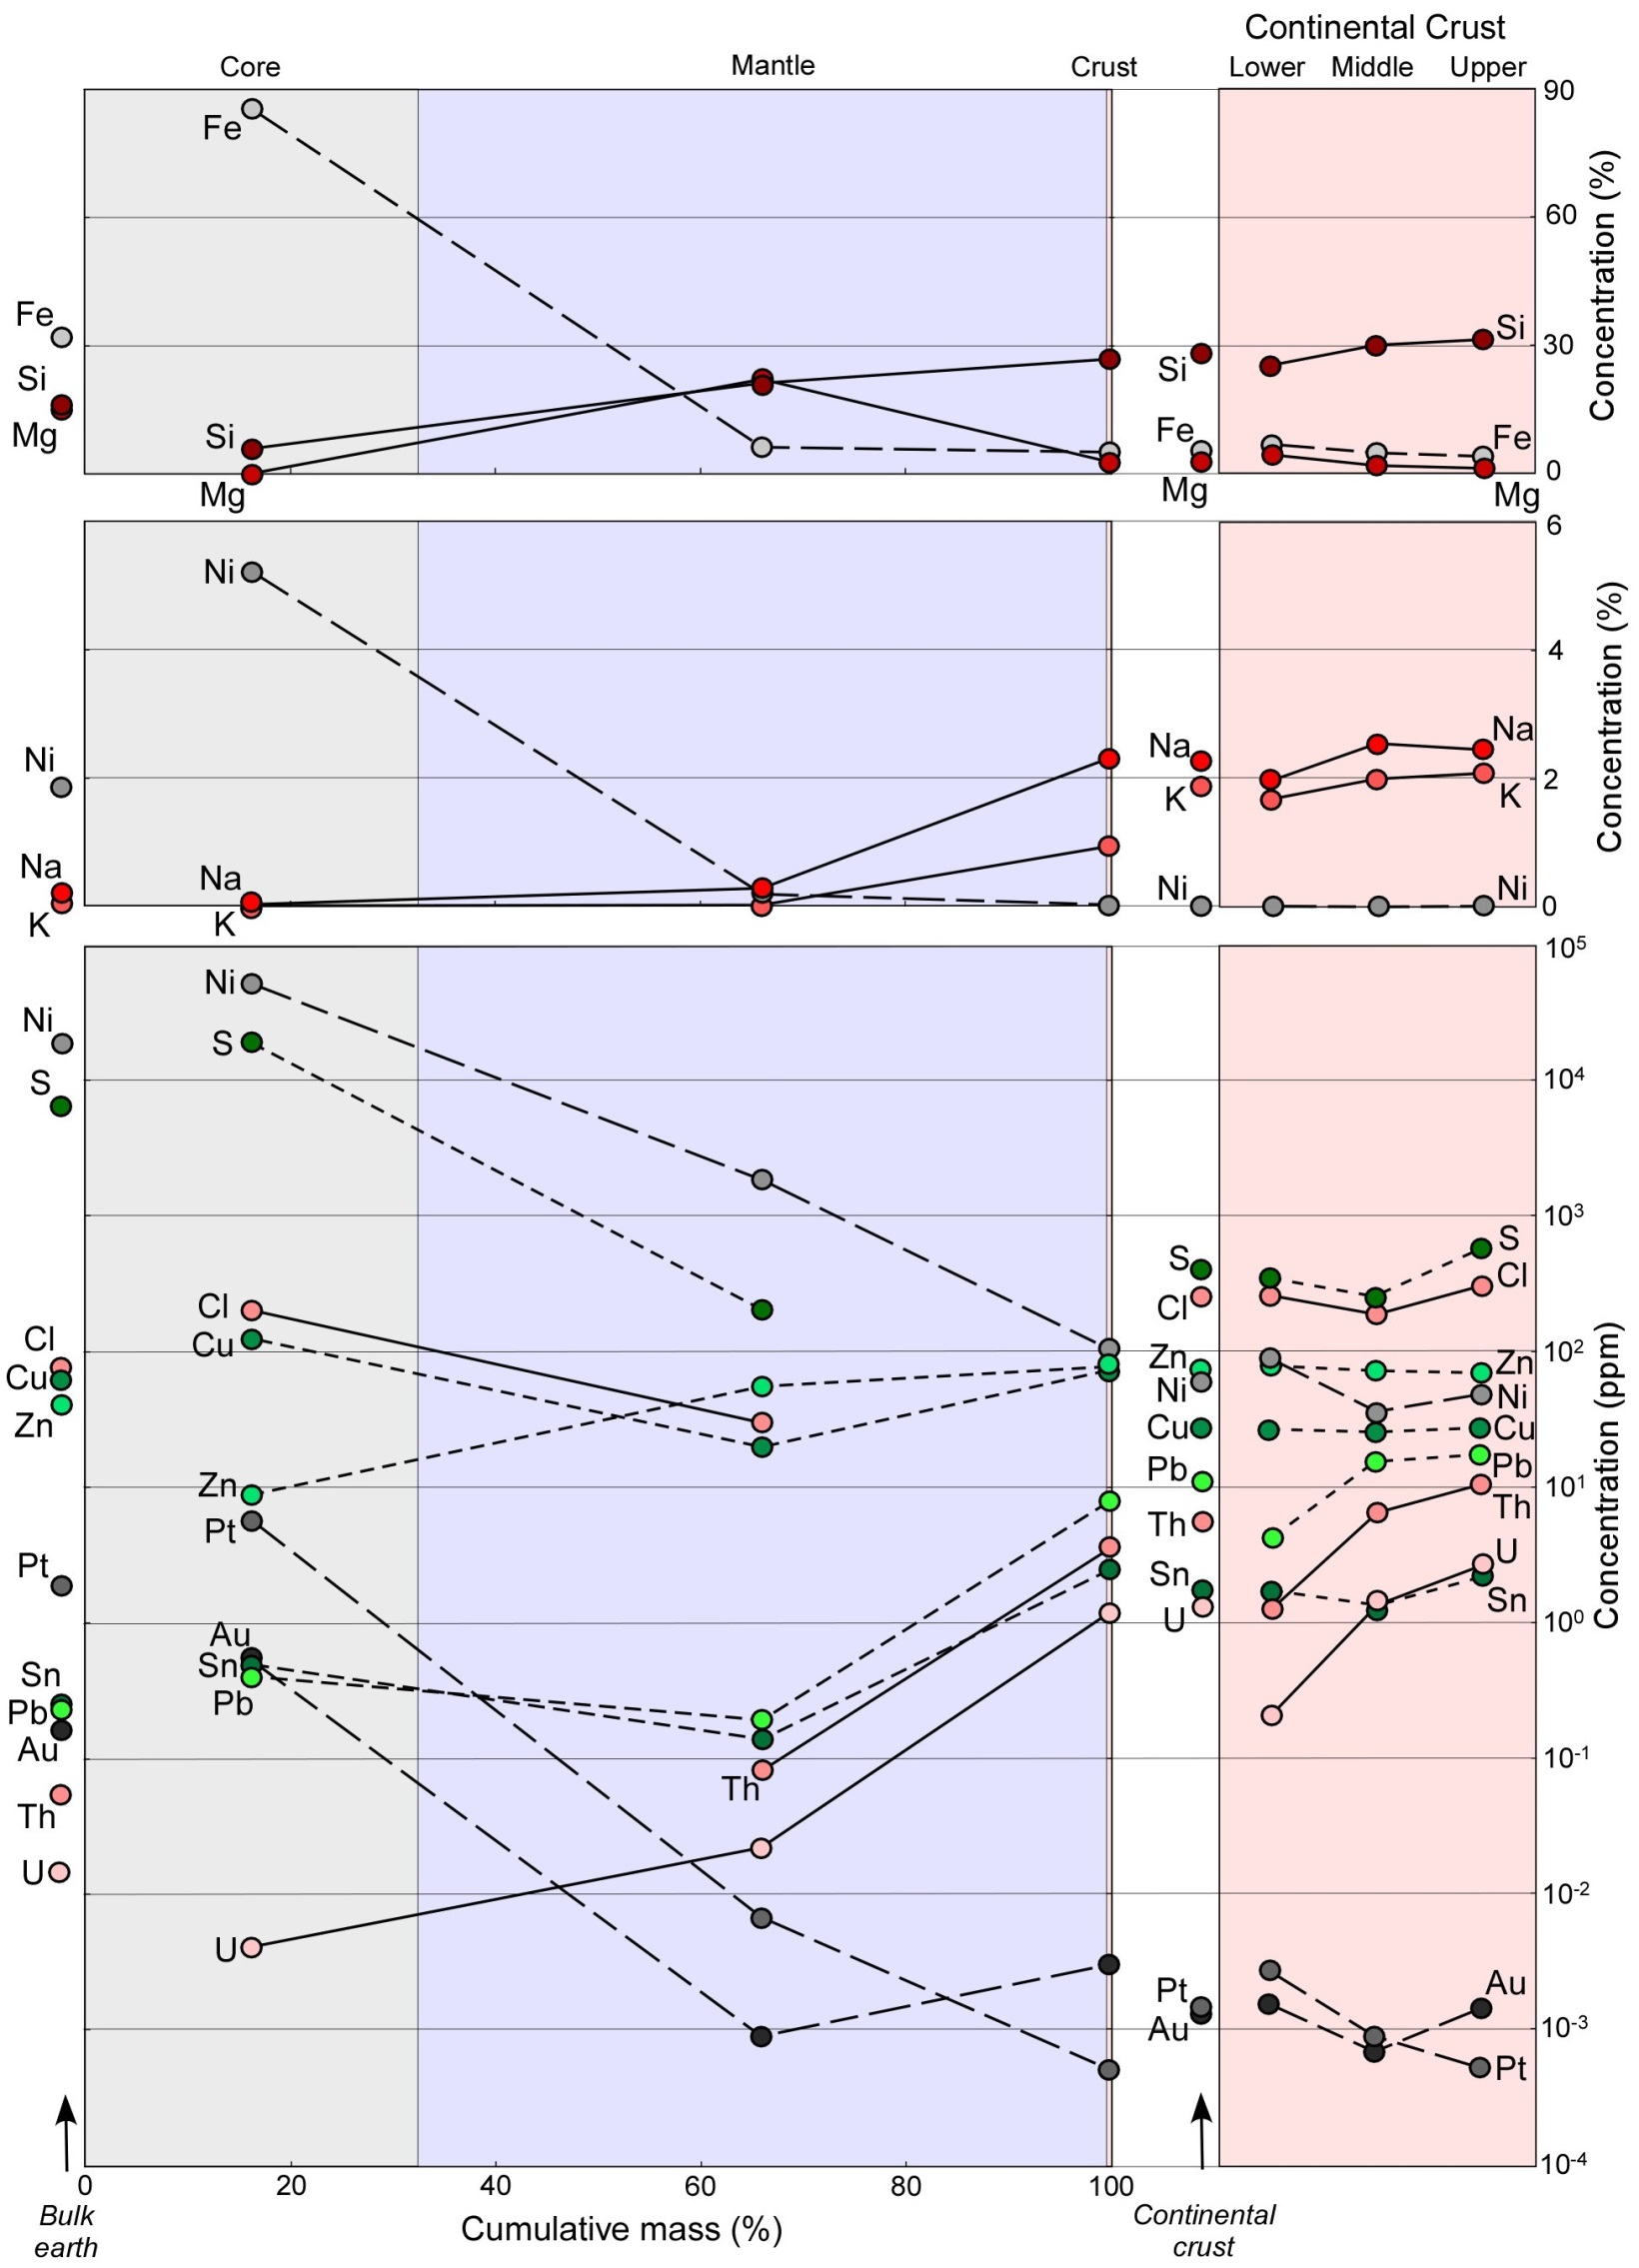 Continental Crust
Core Mantle Crust Lower Middle Upper
90
Fe
60
Fe
Si
Si
30
Si
Mg
Si
Fe
Fe
0
Mg
Mg
Mg
Concentration (%)
6
Ni
4
Na
Na
Ni
2
K
K
Na
Na
Ni
Ni
0
K
K
Concentration (%)
10⁵
Ni
Ni
S
S
10⁴
10³
S
S
Cl
Cl
Cl
Cl
Cu
10²
Zn
Zn
Cu
Ni
Ni
Zn
Cu
Cu
Pb
Pb
Zn
10¹
Th
Pt
Th
Pt
Sn
U
Sn
U
10⁰
Au
Sn
Sn
Pb
Pb
Au
10⁻¹
Th
Th
U
10⁻²
U
Pt
Au
Au
10⁻³
Pt
10⁻⁴
Concentration (ppm)
0 20 40 60 80 100
Cumulative mass (%)
Bulk
earth
Continental
crust